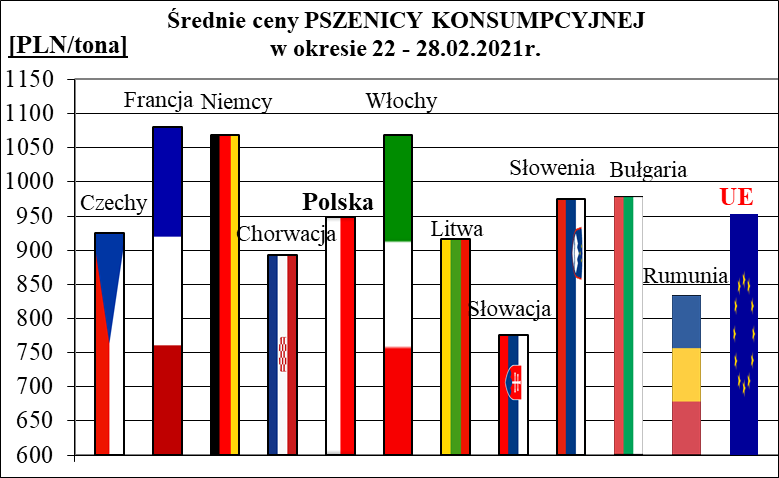 Średnie ceny PSZENICY KONSUMPCYJNEJ
w okresie 22 - 28.02.2021r.
[PLN/tona]
1150
1100
1050
1000
950
900
850
800
750
700
650
600
Czechy
Francja
Niemcy
Chorwacja
Polska
Włochy
Litwa
Słowacja
Słowenia
Bułgaria
Rumunia
UE